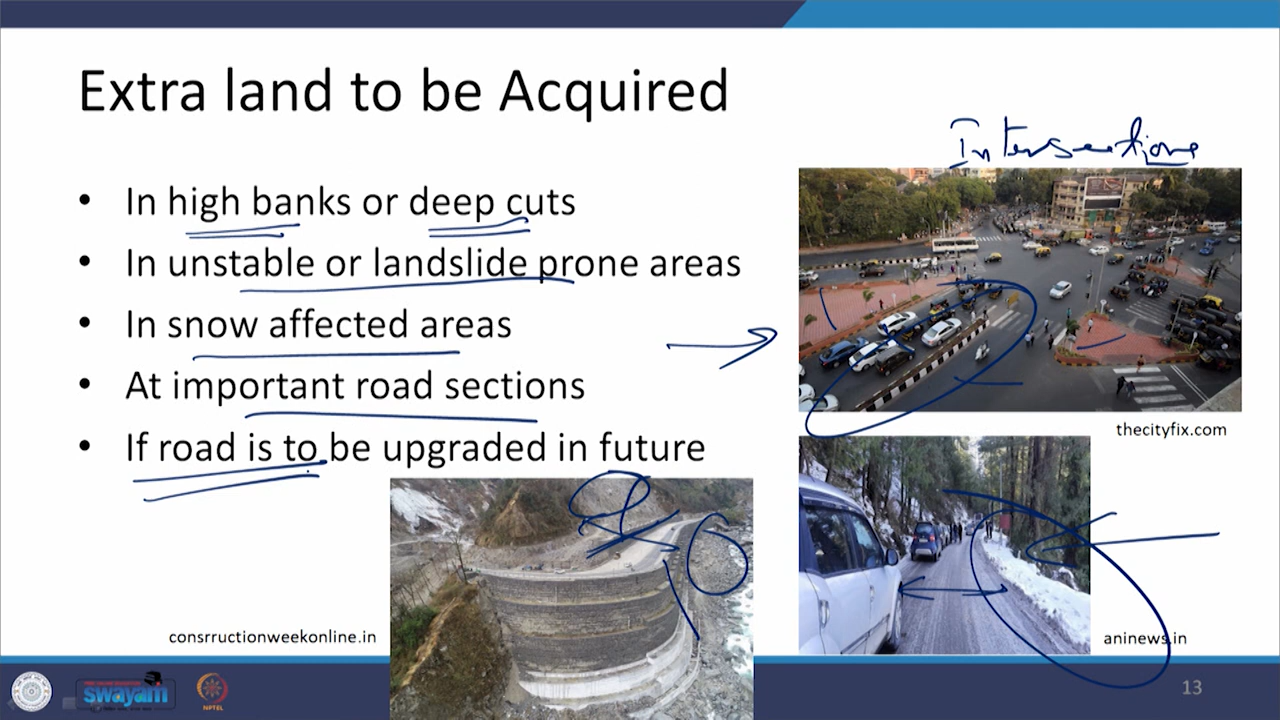 Extra land to be Acquired
Intersections
• In high banks or deep cuts
• In unstable or landslide prone areas
• In snow affected areas
• At important road sections
• If road is to be upgraded in future
thecityfix.com
consrructionweekonline.in
aninews.in
swayam
NPTEL
13